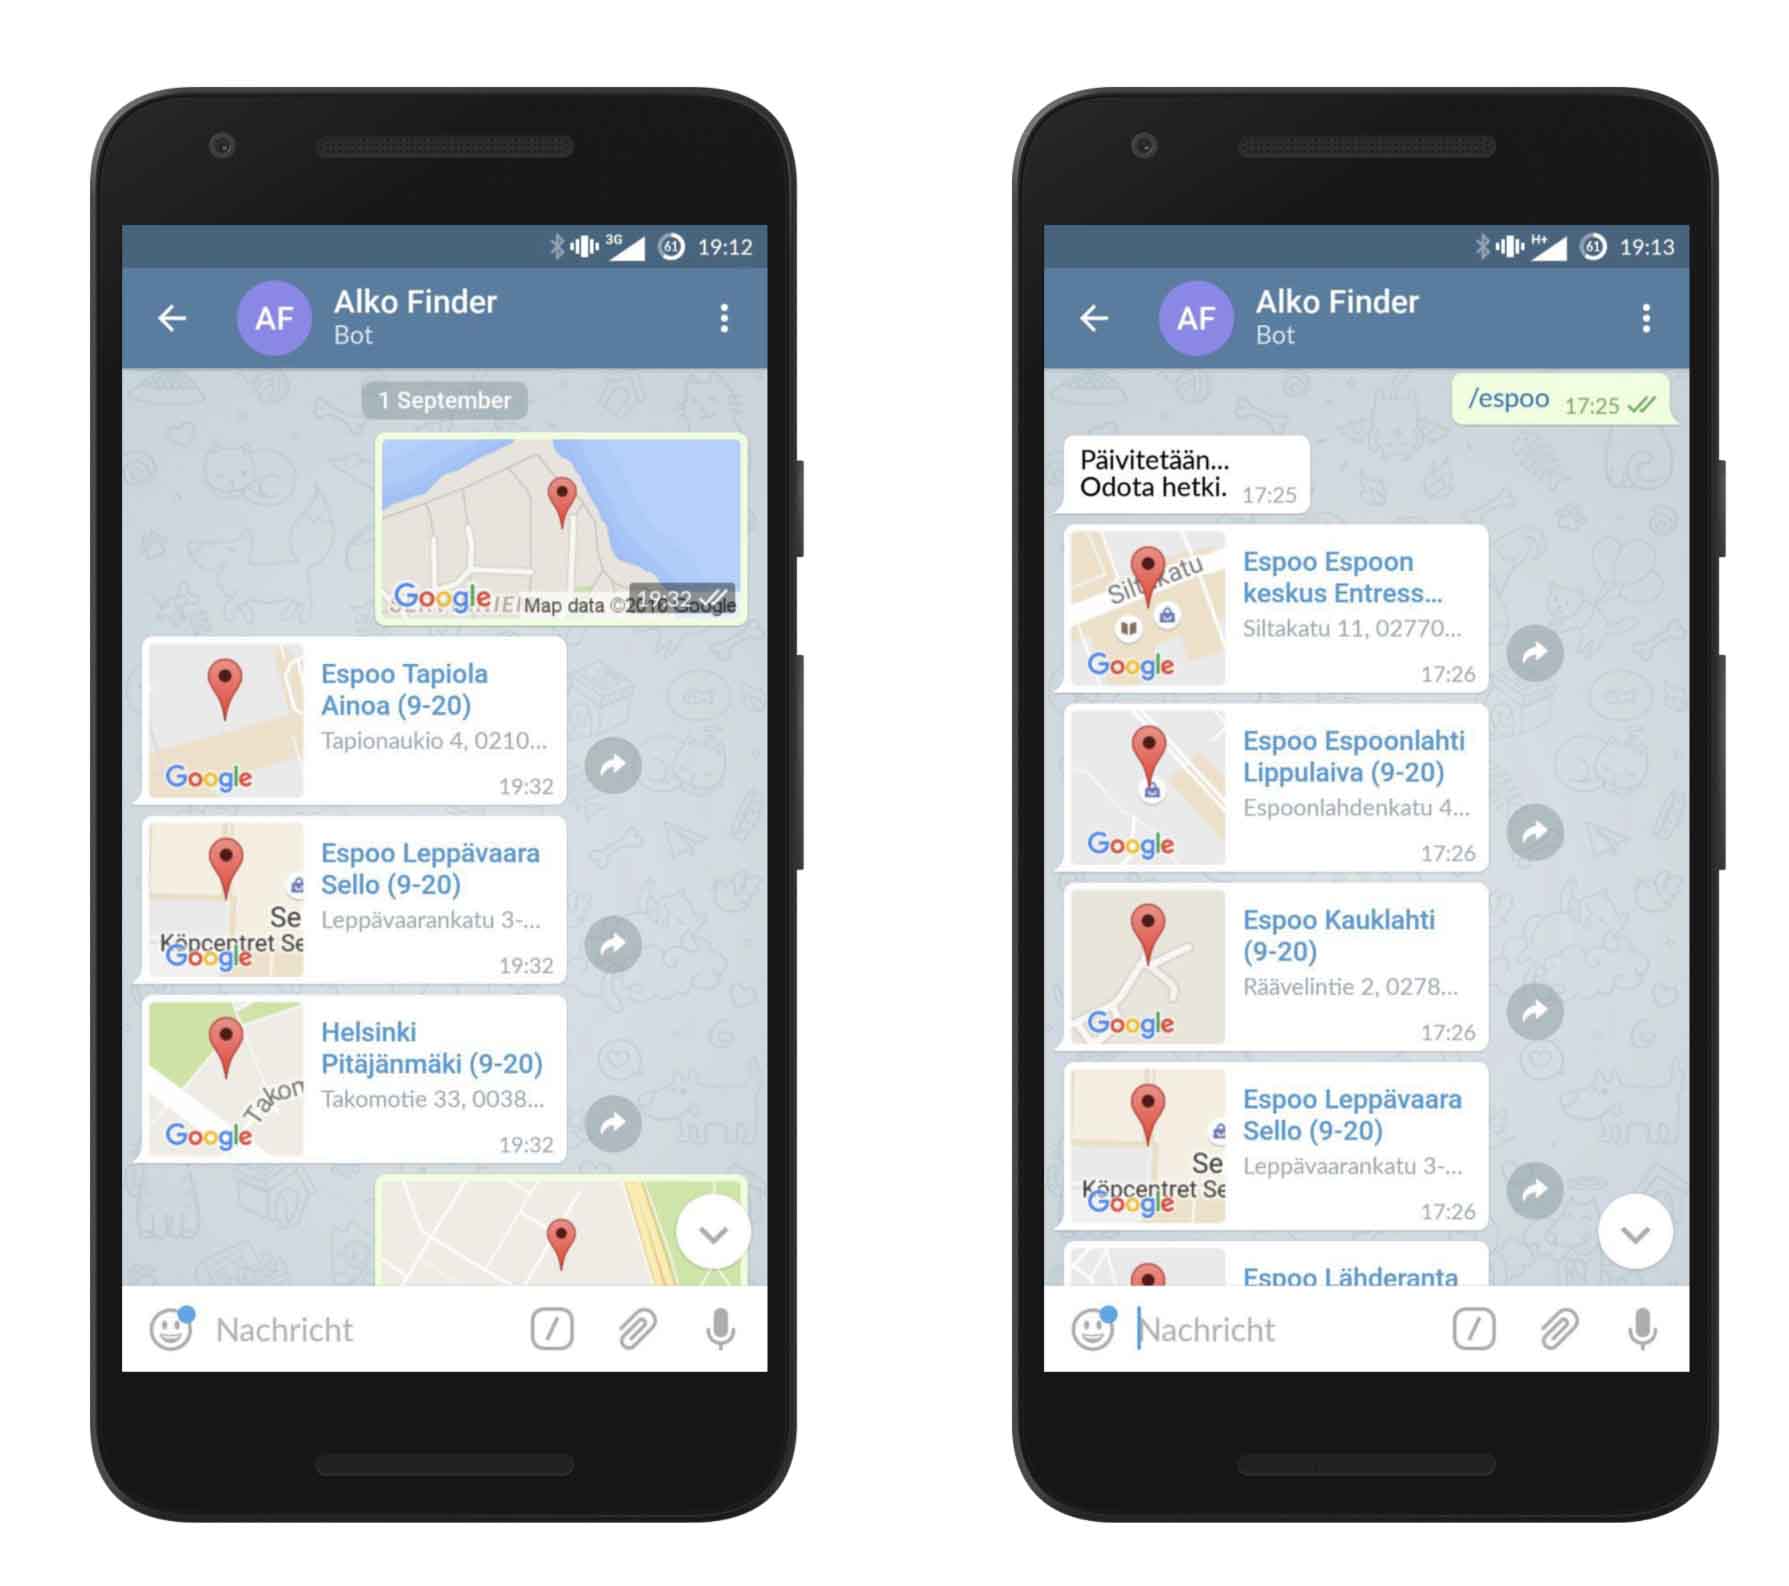 3G 61 19:12
AF
Alko Finder
Bot
1 September
Google
Map data ©2016 Google
19:32
Espoo Tapiola
Ainoa (9-20)
Tapionaukio 4, 0210...
Google
19:32
Espoo Leppävaara
Sello (9-20)
Leppävaarankatu 3-...
Se
Köpcentret Se
Google
19:32
Helsinki
Pitäjänmäki (9-20)
Takomotie 33, 0038...
Takon
Google
19:32
Nachricht
H+ 61 19:13
AF
Alko Finder
Bot
/espoo 17:25
Päivitetään...
Odota hetki. 17:25
Espoo Espoon
keskus Entress...
Siltakatu 11, 02770...
Google
17:26
Espoo Espoonlahti
Lippulaiva (9-20)
Espoonlahdenkatu 4...
Google
17:26
Espoo Kauklahti
(9-20)
Räävelintie 2, 0278...
Google
17:26
Espoo Leppävaara
Sello (9-20)
Leppävaarankatu 3-...
Se
Köpcentret Se
Google
17:26
Espoo Lähderanta
Nachricht